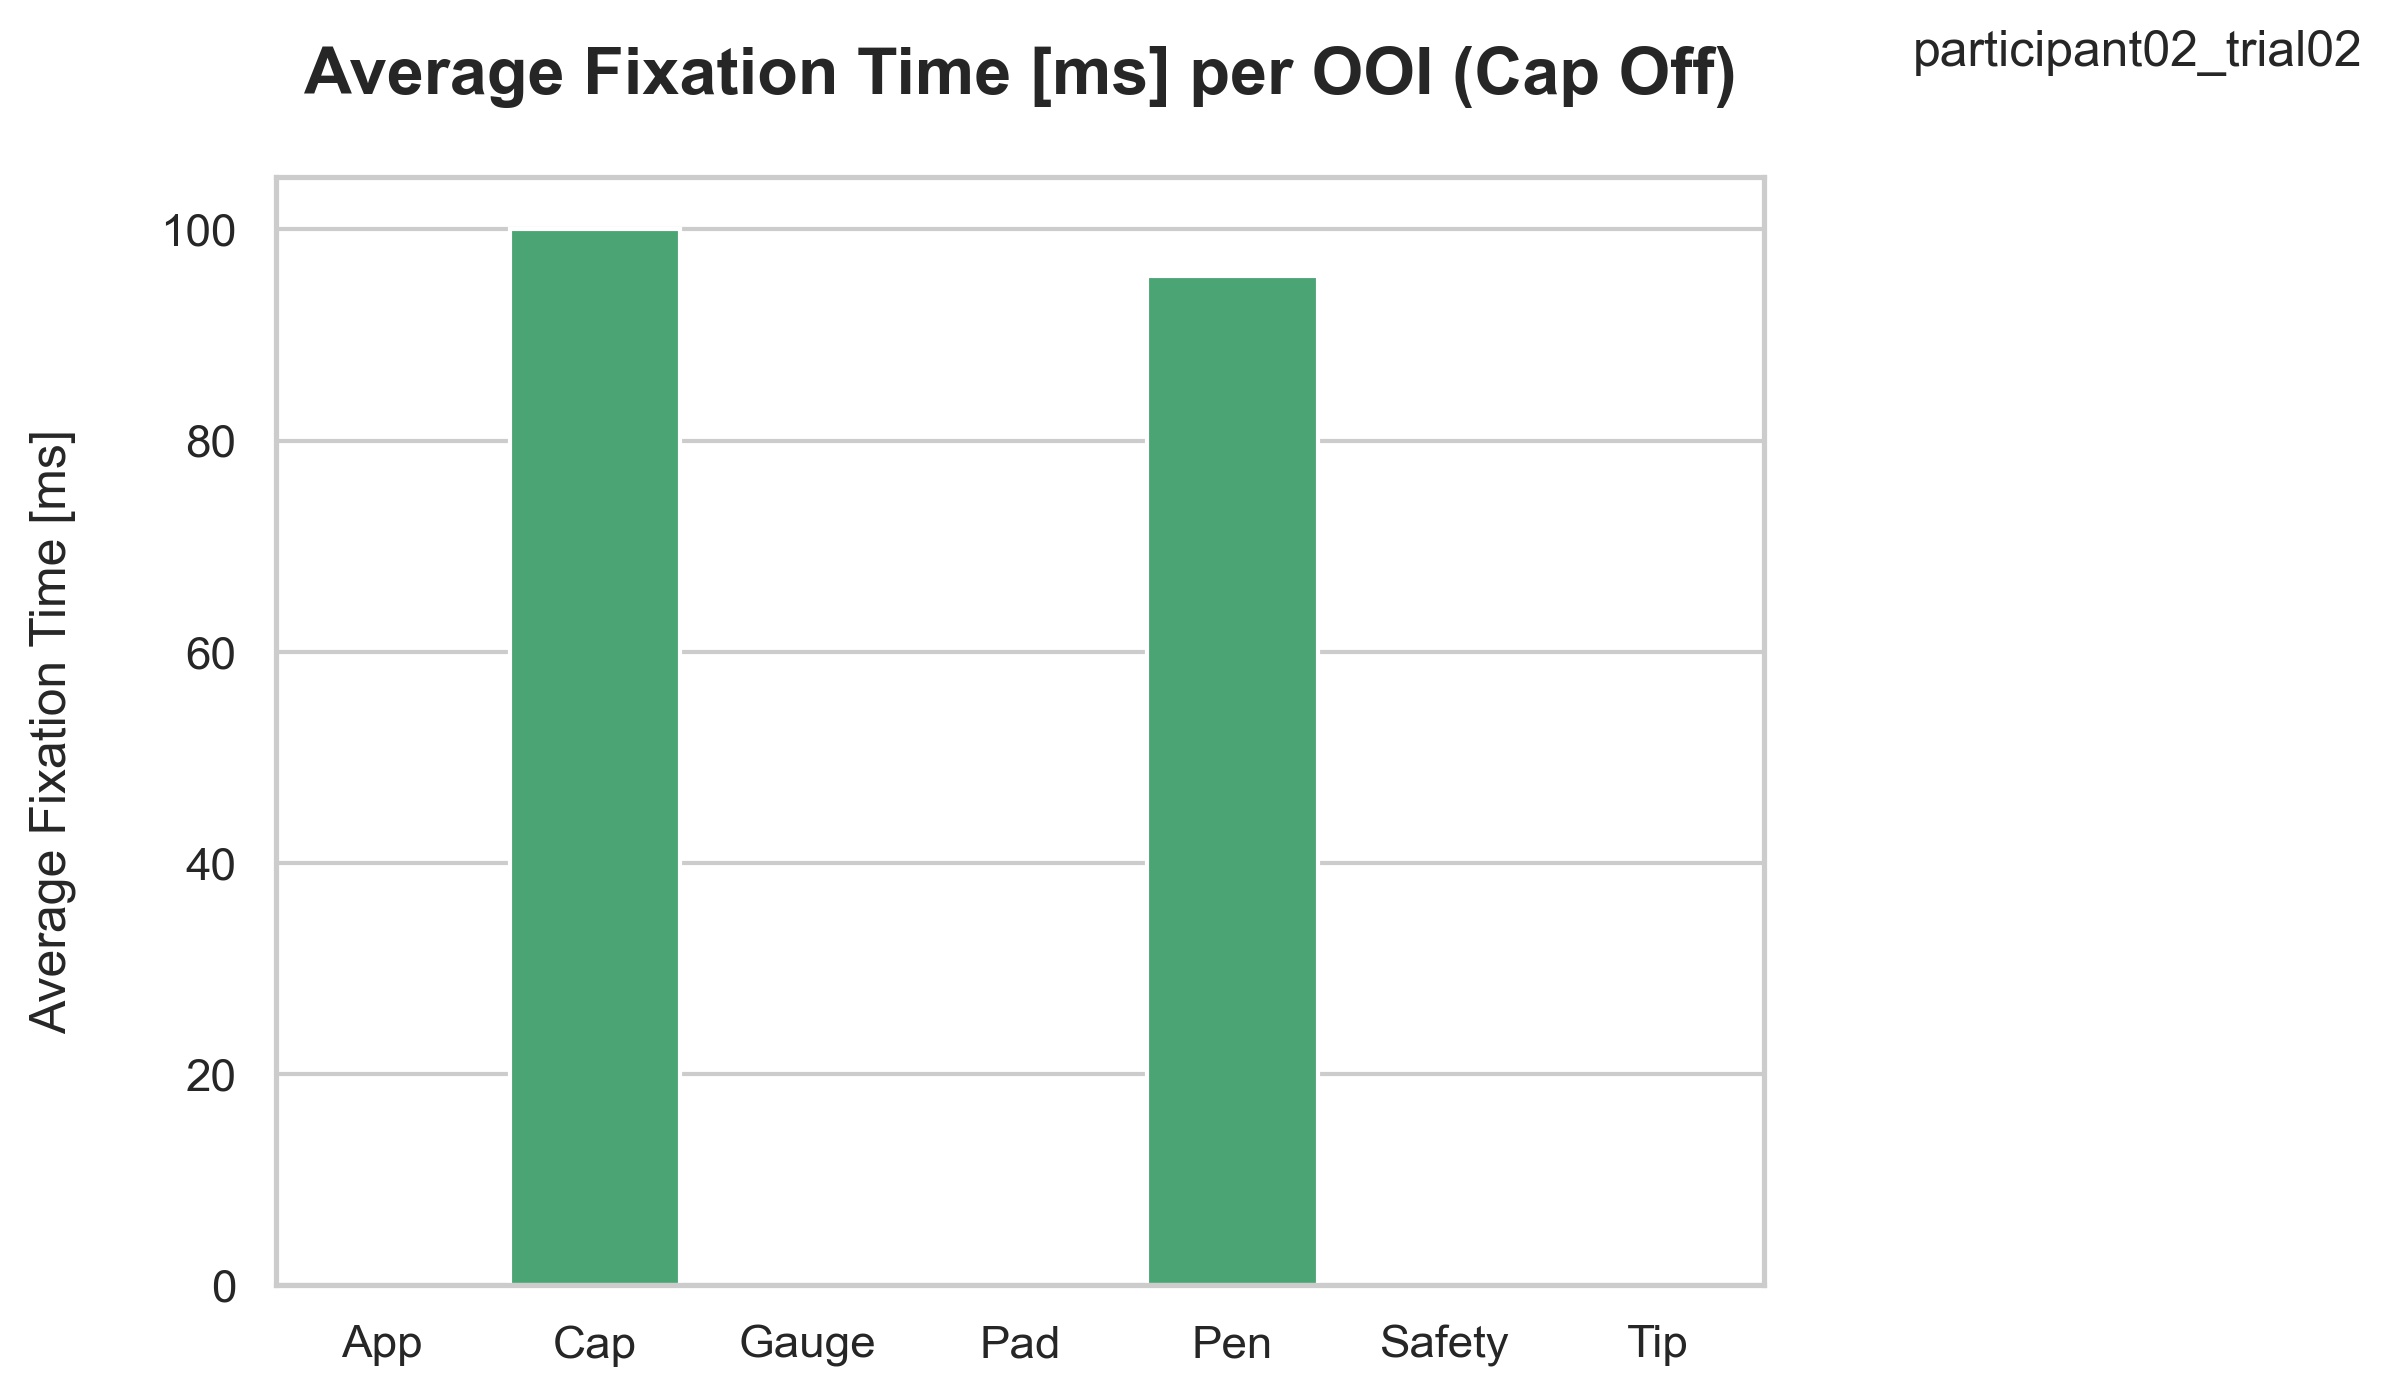 participant02_trial02
Average Fixation Time [ms] per OOI (Cap Off)
Average Fixation Time [ms]
100
80
60
40
20
0
App Cap Gauge Pad Pen Safety Tip